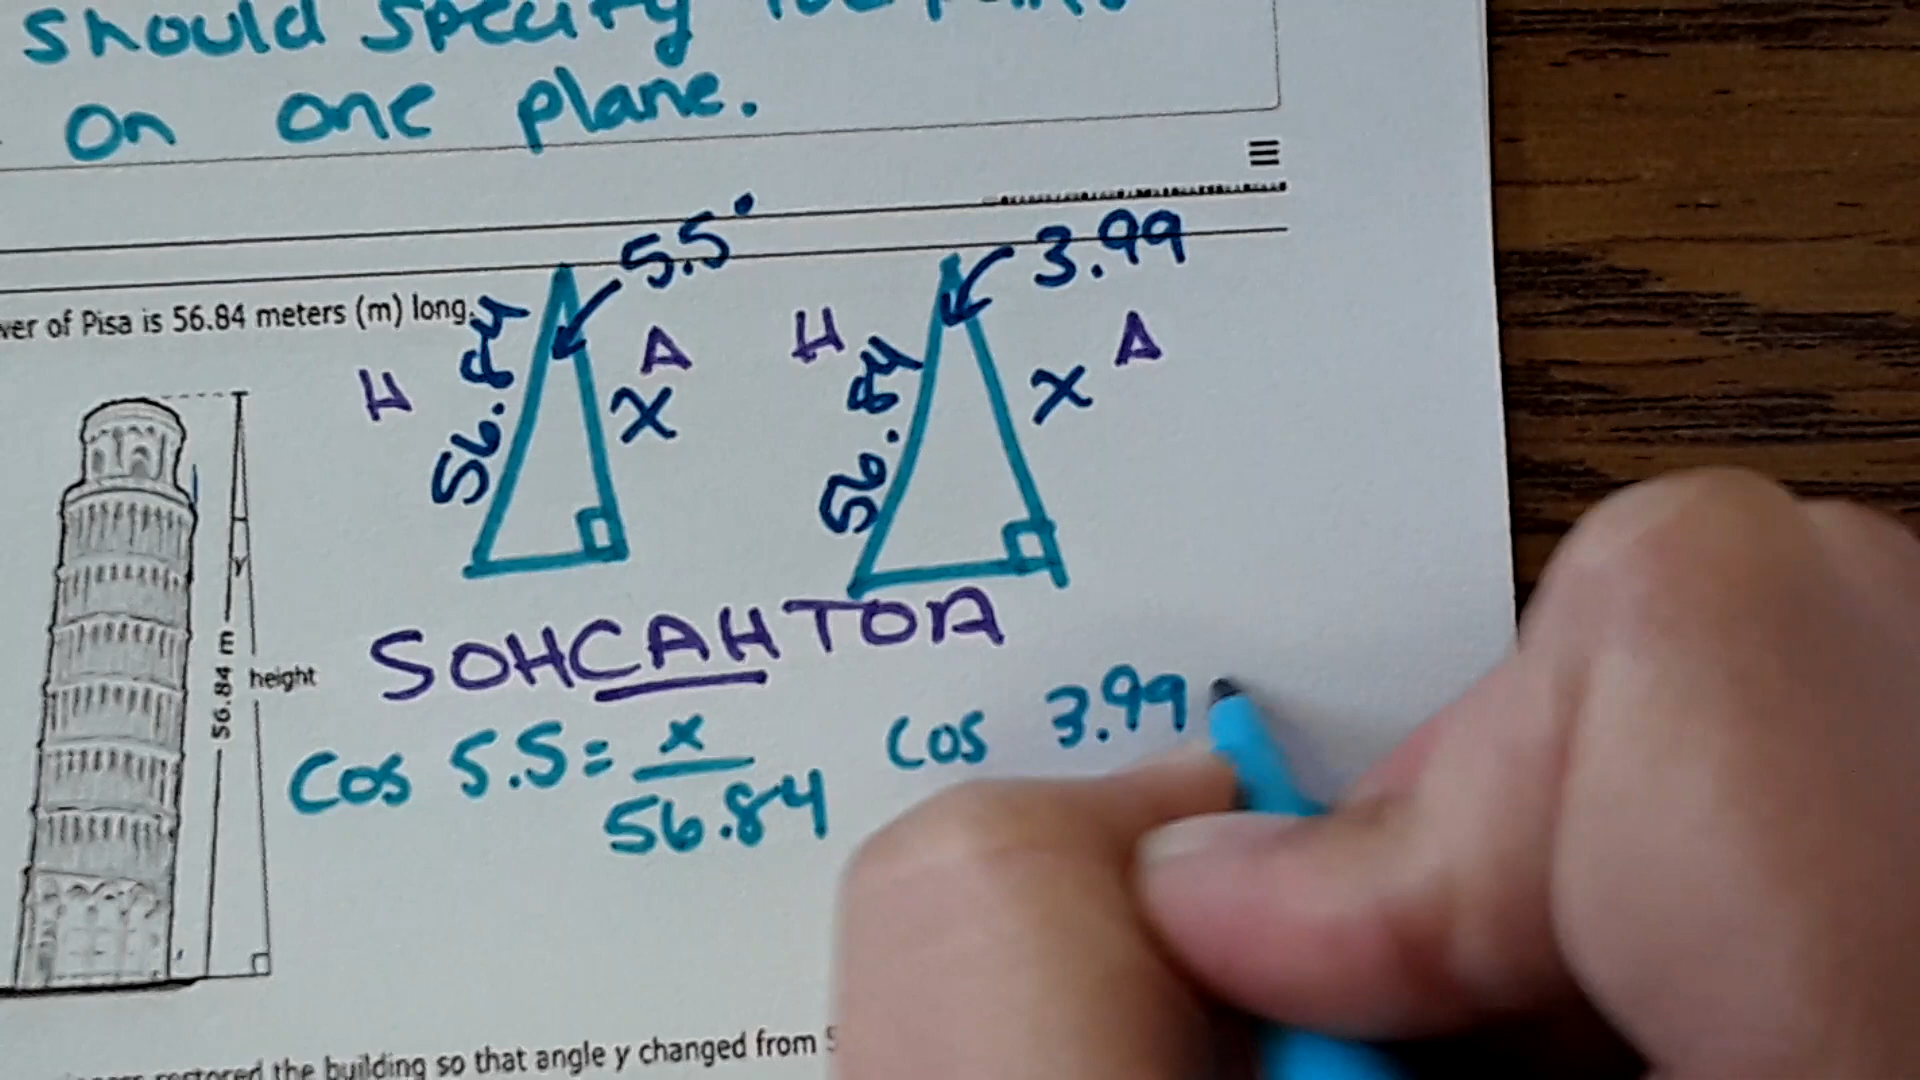 should specify
on one plane.
5.5°
3.99
of Pisa is 56.84 meters (m) long.
H
56.84
A
X
H
56.84
A
X
y
56.84 m
height
SOHCAHTOA
Cos 5.5 = x/56.84
Cos 3.99
restored the building so that angle y changed from